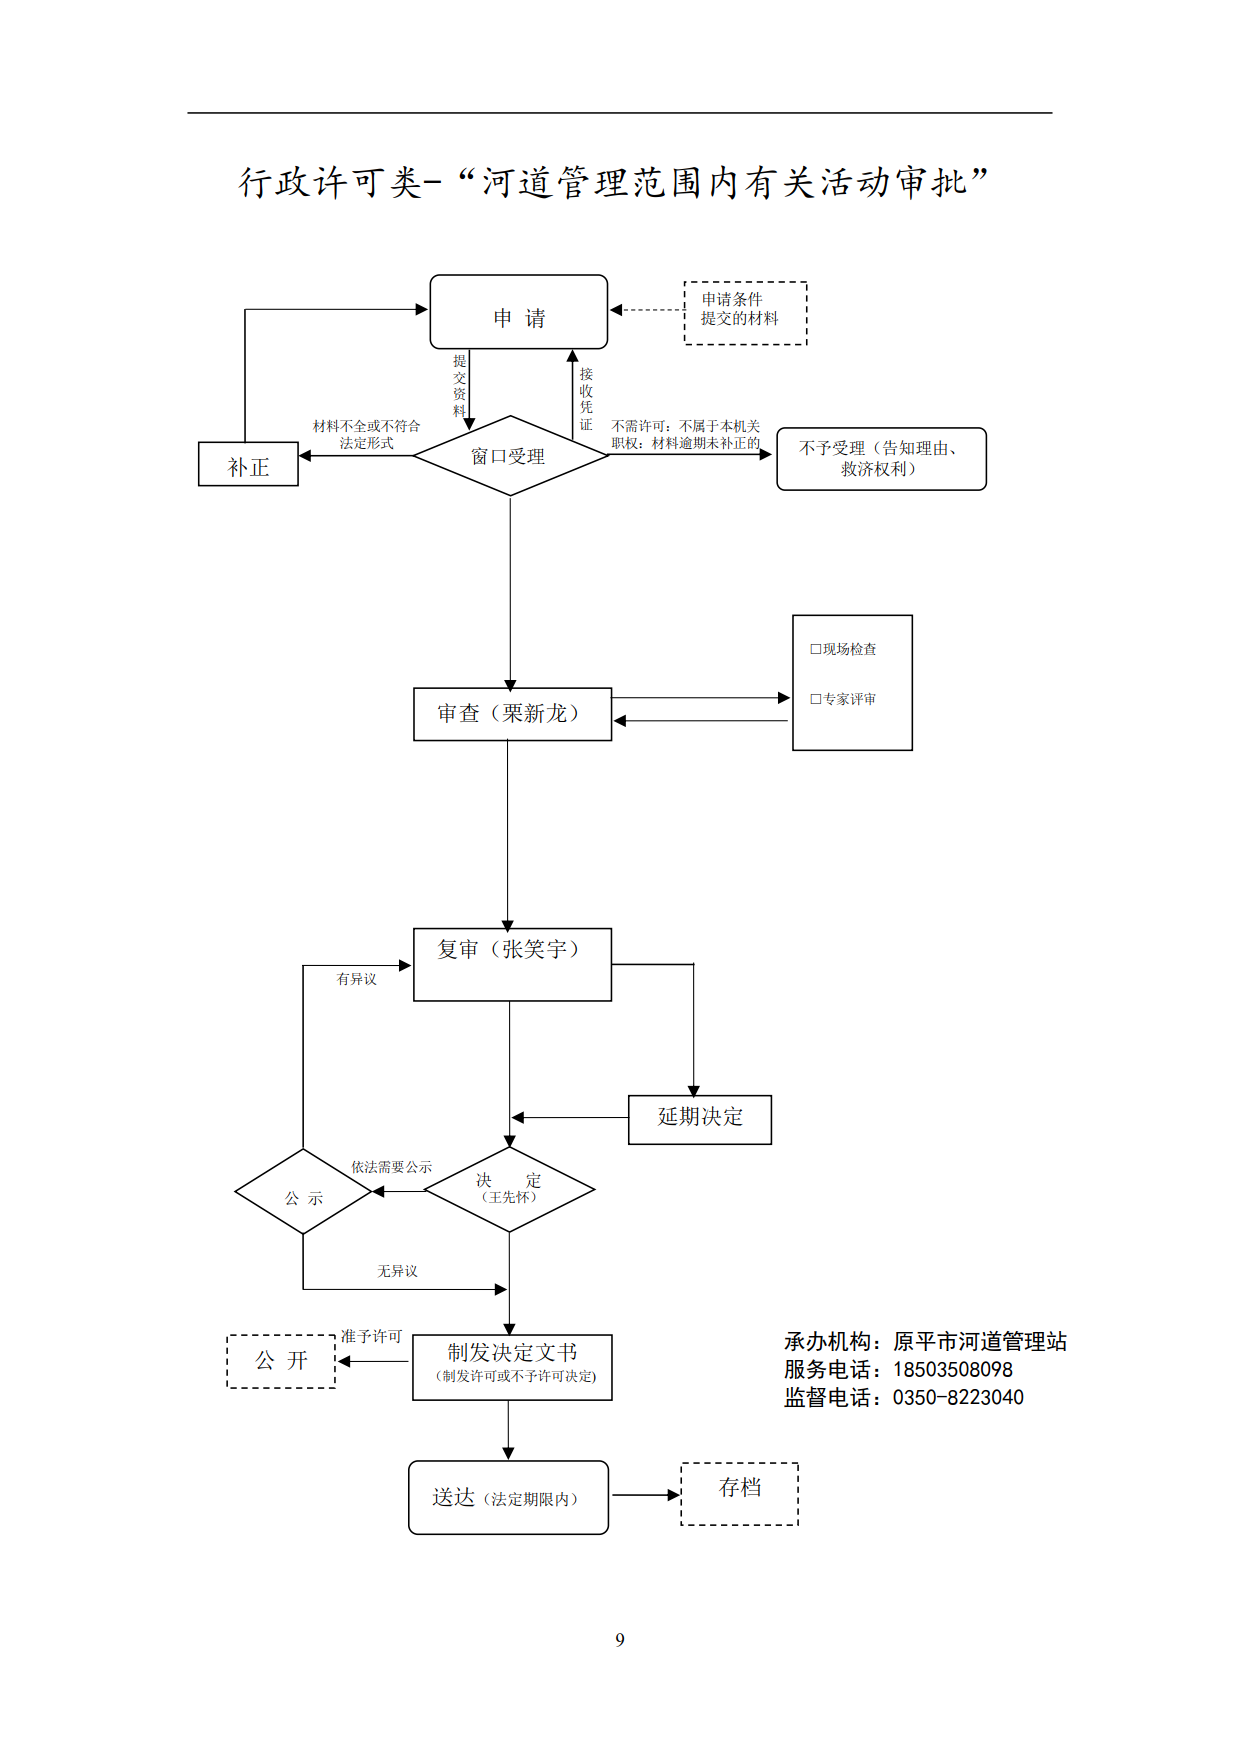 行政许可类-“河道管理范围内有关活动审批”
申 请
申请条件
提交的材料
提交资料
接收凭证
材料不全或不符合
法定形式
不需许可：不属于本机关
职权：材料逾期未补正的
补正
窗口受理
不予受理（告知理由、
救济权利）
□现场检查
□专家评审
审查（栗新龙）
复审（张笑宇）
有异议
延期决定
依法需要公示
公 示
决 定
（王先怀）
无异议
准予许可
公 开
制发决定文书
（制发许可或不予许可决定)
承办机构：原平市河道管理站
服务电话：18503508098
监督电话：0350-8223040
送达（法定期限内）
存档
9